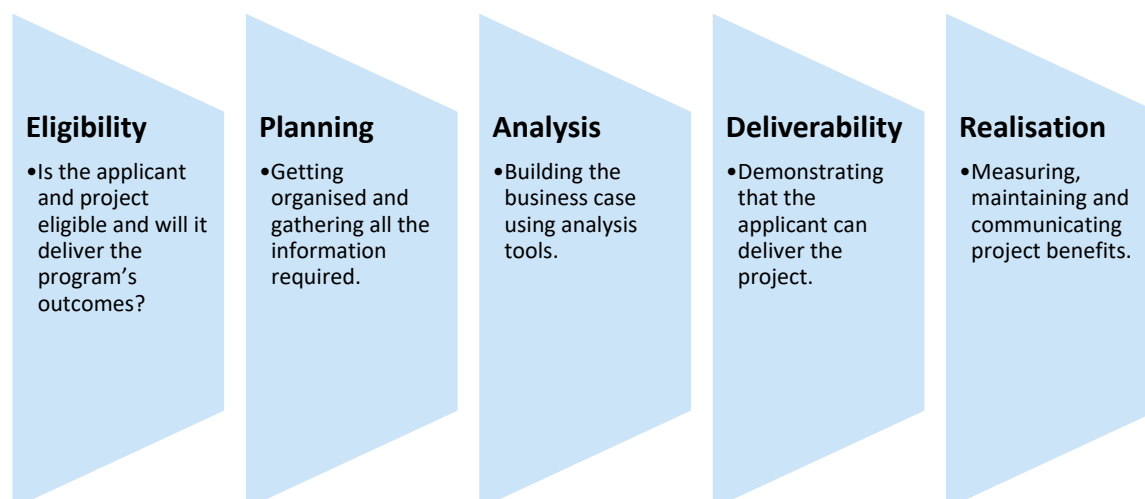 Eligibility
•Is the applicant
and project
eligible and will it
deliver the
program’s
outcomes?
Planning
•Getting
organised and
gathering all the
information
required.
Analysis
•Building the
business case
using analysis
tools.
Deliverability
•Demonstrating
that the
applicant can
deliver the
project.
Realisation
•Measuring,
maintaining and
communicating
project benefits.